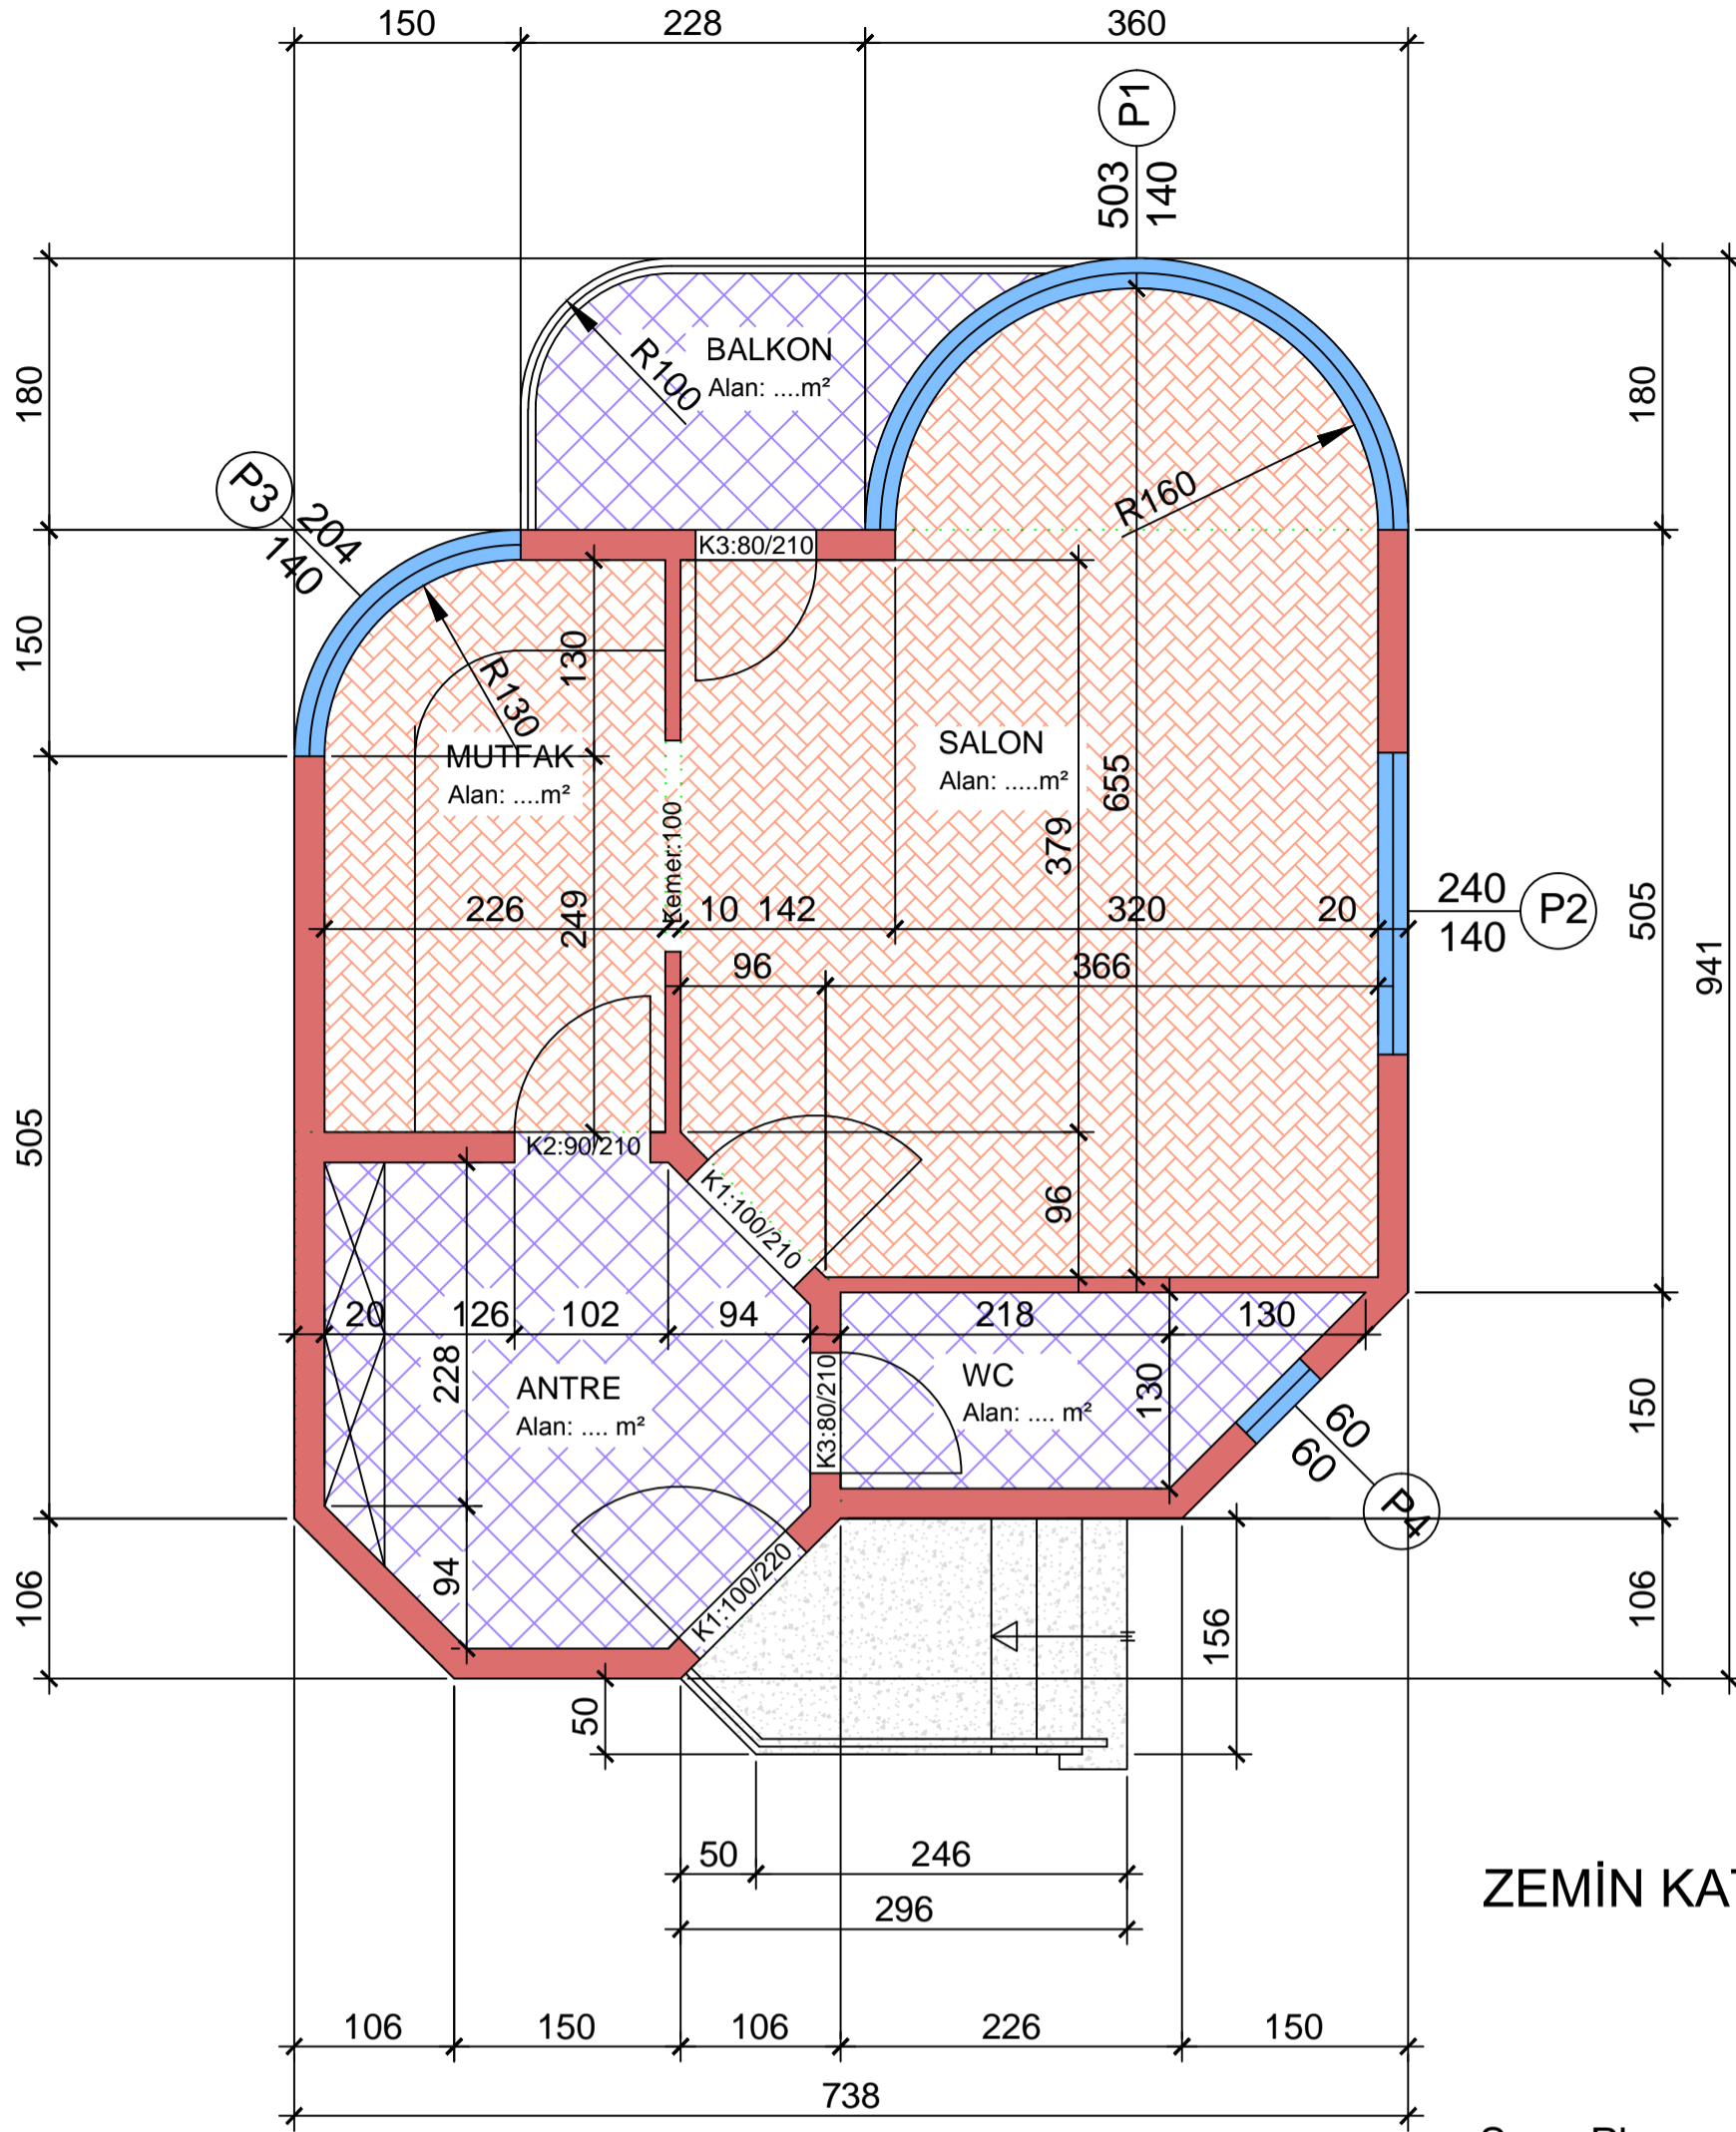 150 228 360
P1
503
140
180
180
BALKON
Alan: ....m²
R100
R160
P3
204
140
K3:80/210
150
130
R130
MUTFAK
Alan: ....m²
SALON
Alan: .....m²
655
379
Kemer:100
226 249 10 142 320 20
240
140
P2
505
941
96 366
505
K2:90/210
K1:100/210
96
20 126 102 94 218 130
228
ANTRE
Alan: .... m²
K3:80/210
WC
Alan: .... m²
130
60
60
P4
150
106
94
K1:100/220
106
156
50
50 246
296
ZEMİN
106 150 106 226 150
738